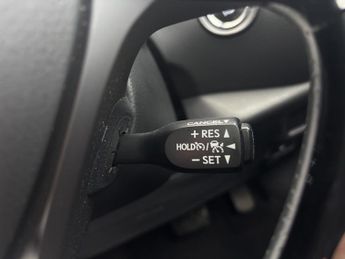 CANCEL
+ RES ▲
HOLD / ◄
− SET ▼